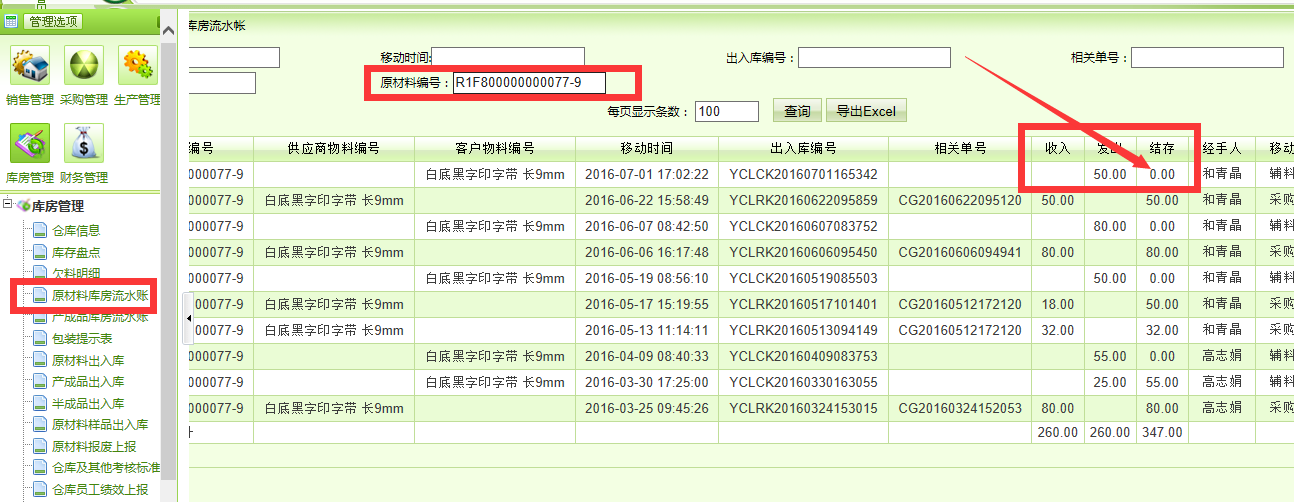 管理选项
销售管理 采购管理 生产管理
库房管理 财务管理
库房管理
仓库信息
库存盘点
欠料明细
原材料库房流水账
产成品库房流水账
包装提示表
原材料出入库
产成品出入库
半成品出入库
原材料样品出入库
原材料报废上报
仓库及其他考核标准
仓库员工绩效上报
库房流水帐
移动时间: 出入库编号： 相关单号：
原材料编号： R1F800000000077-9
每页显示条数： 100 查询 导出Excel
编号 供应商物料编号 客户物料编号 移动时间 出入库编号 相关单号 收入 发出 结存 经手人 移动
000077-9 白底黑字印字带 长9mm 2016-07-01 17:02:22 YCLCK20160701165342 50.00 0.00 和青晶 辅料
000077-9 白底黑字印字带 长9mm 2016-06-22 15:58:49 YCLRK20160622095859 CG20160622095120 50.00 50.00 和青晶 采购
000077-9 白底黑字印字带 长9mm 2016-06-07 08:42:50 YCLCK20160607083752 80.00 0.00 和青晶 辅料
000077-9 白底黑字印字带 长9mm 2016-06-06 16:17:48 YCLRK20160606095450 CG20160606094941 80.00 80.00 和青晶 采购
000077-9 白底黑字印字带 长9mm 2016-05-19 08:56:10 YCLCK20160519085503 50.00 0.00 和青晶 辅料
000077-9 白底黑字印字带 长9mm 2016-05-17 15:19:55 YCLRK20160517101401 CG20160512172120 18.00 50.00 和青晶 采购
000077-9 白底黑字印字带 长9mm 2016-05-13 11:14:11 YCLRK20160513094149 CG20160512172120 32.00 32.00 和青晶 采购
000077-9 白底黑字印字带 长9mm 2016-04-09 08:40:33 YCLCK20160409083753 55.00 0.00 高志娟 辅料
000077-9 白底黑字印字带 长9mm 2016-03-30 17:25:00 YCLCK20160330163055 25.00 55.00 高志娟 辅料
000077-9 白底黑字印字带 长9mm 2016-03-25 09:45:26 YCLRK20160324153015 CG20160324152053 80.00 80.00 高志娟 采购
计 260.00 260.00 347.00